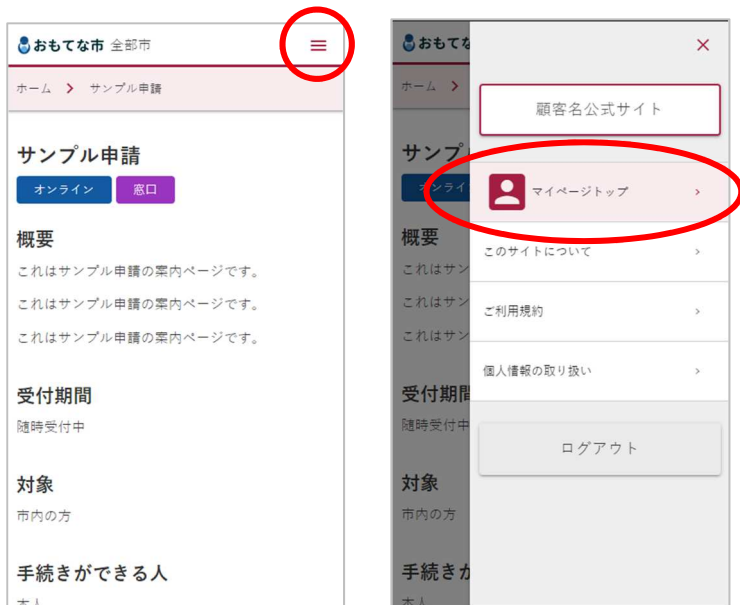 おもてな市 全部市
ホーム > サンプル申請
サンプル申請
オンライン 窓口
概要
これはサンプル申請の案内ページです。
これはサンプル申請の案内ページです。
これはサンプル申請の案内ページです。
受付期間
随時受付中
対象
市内の方
手続きができる人
本人
おもてな
ホーム >
サンプ
オンライ
概要
これはサン
これはサン
これはサン
受付期間
随時受付中
対象
市内の方
手続きが
本人
顧客名公式サイト
マイページトップ
このサイトについて
ご利用規約
個人情報の取り扱い
ログアウト